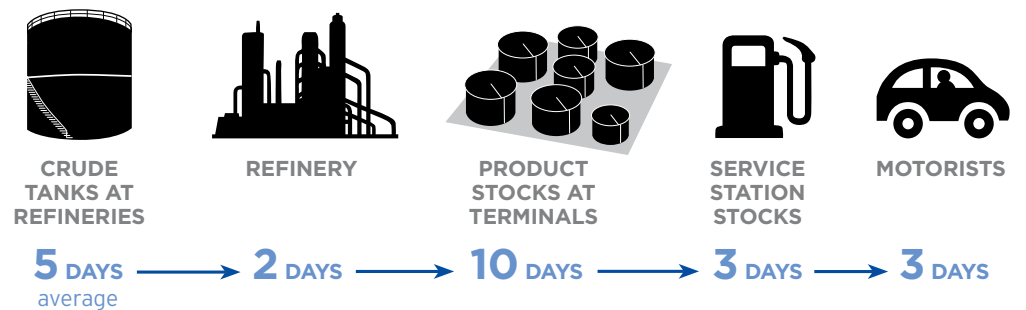 CRUDE
TANKS AT
REFINERIES
REFINERY
PRODUCT
STOCKS AT
TERMINALS
SERVICE
STATION
STOCKS
MOTORISTS
5 DAYS
average
2 DAYS
10 DAYS
3 DAYS
3 DAYS